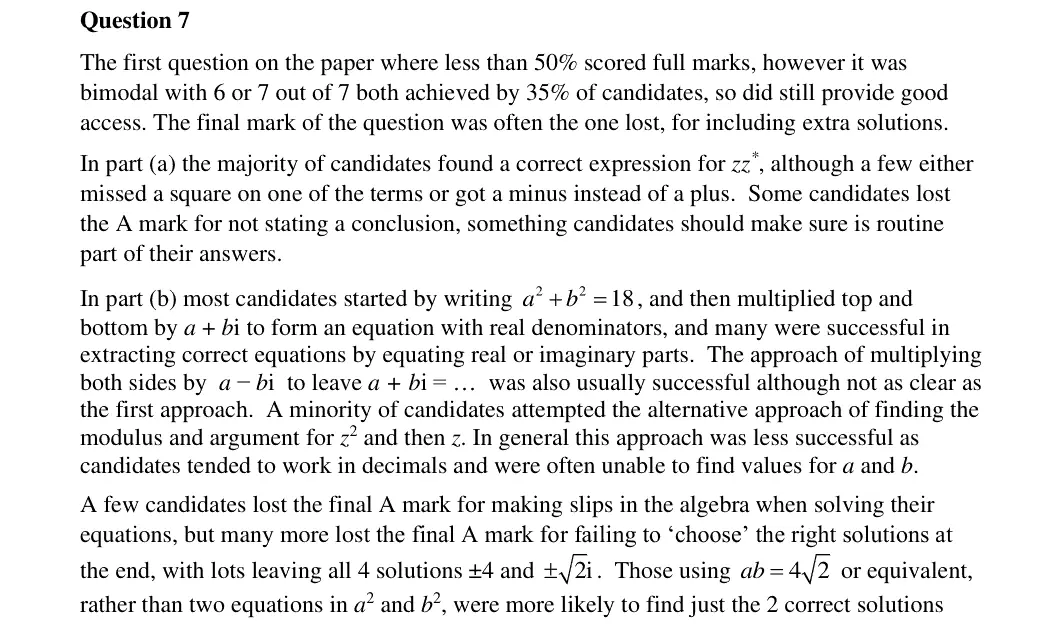 Question 7
The first question on the paper where less than 50% scored full marks, however it was
bimodal with 6 or 7 out of 7 both achieved by 35% of candidates, so did still provide good
access. The final mark of the question was often the one lost, for including extra solutions.
In part (a) the majority of candidates found a correct expression for zz*, although a few either
missed a square on one of the terms or got a minus instead of a plus.  Some candidates lost
the A mark for not stating a conclusion, something candidates should make sure is routine
part of their answers.
In part (b) most candidates started by writing a² + b² = 18, and then multiplied top and
bottom by a + bi to form an equation with real denominators, and many were successful in
extracting correct equations by equating real or imaginary parts.  The approach of multiplying
both sides by a − bi to leave a + bi = … was also usually successful although not as clear as
the first approach.  A minority of candidates attempted the alternative approach of finding the
modulus and argument for z² and then z. In general this approach was less successful as
candidates tended to work in decimals and were often unable to find values for a and b.
A few candidates lost the final A mark for making slips in the algebra when solving their
equations, but many more lost the final A mark for failing to ‘choose’ the right solutions at
the end, with lots leaving all 4 solutions ±4 and ±√2i.  Those using ab = 4√2 or equivalent,
rather than two equations in a² and b², were more likely to find just the 2 correct solutions